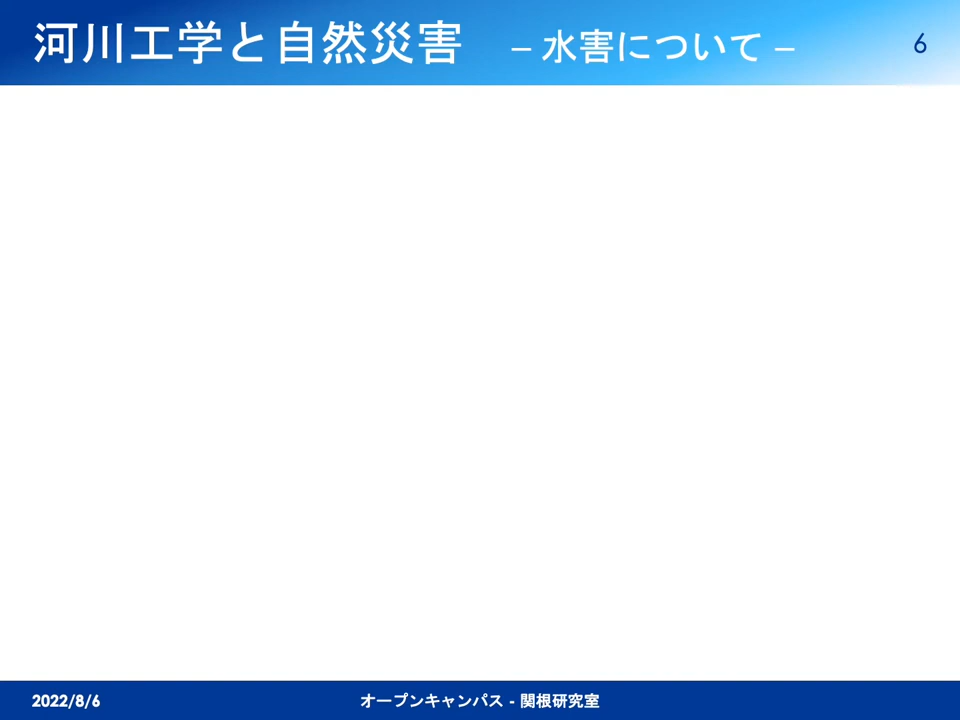 河川工学と自然災害 – 水害について – 6
2022/8/6 オープンキャンパス - 関根研究室